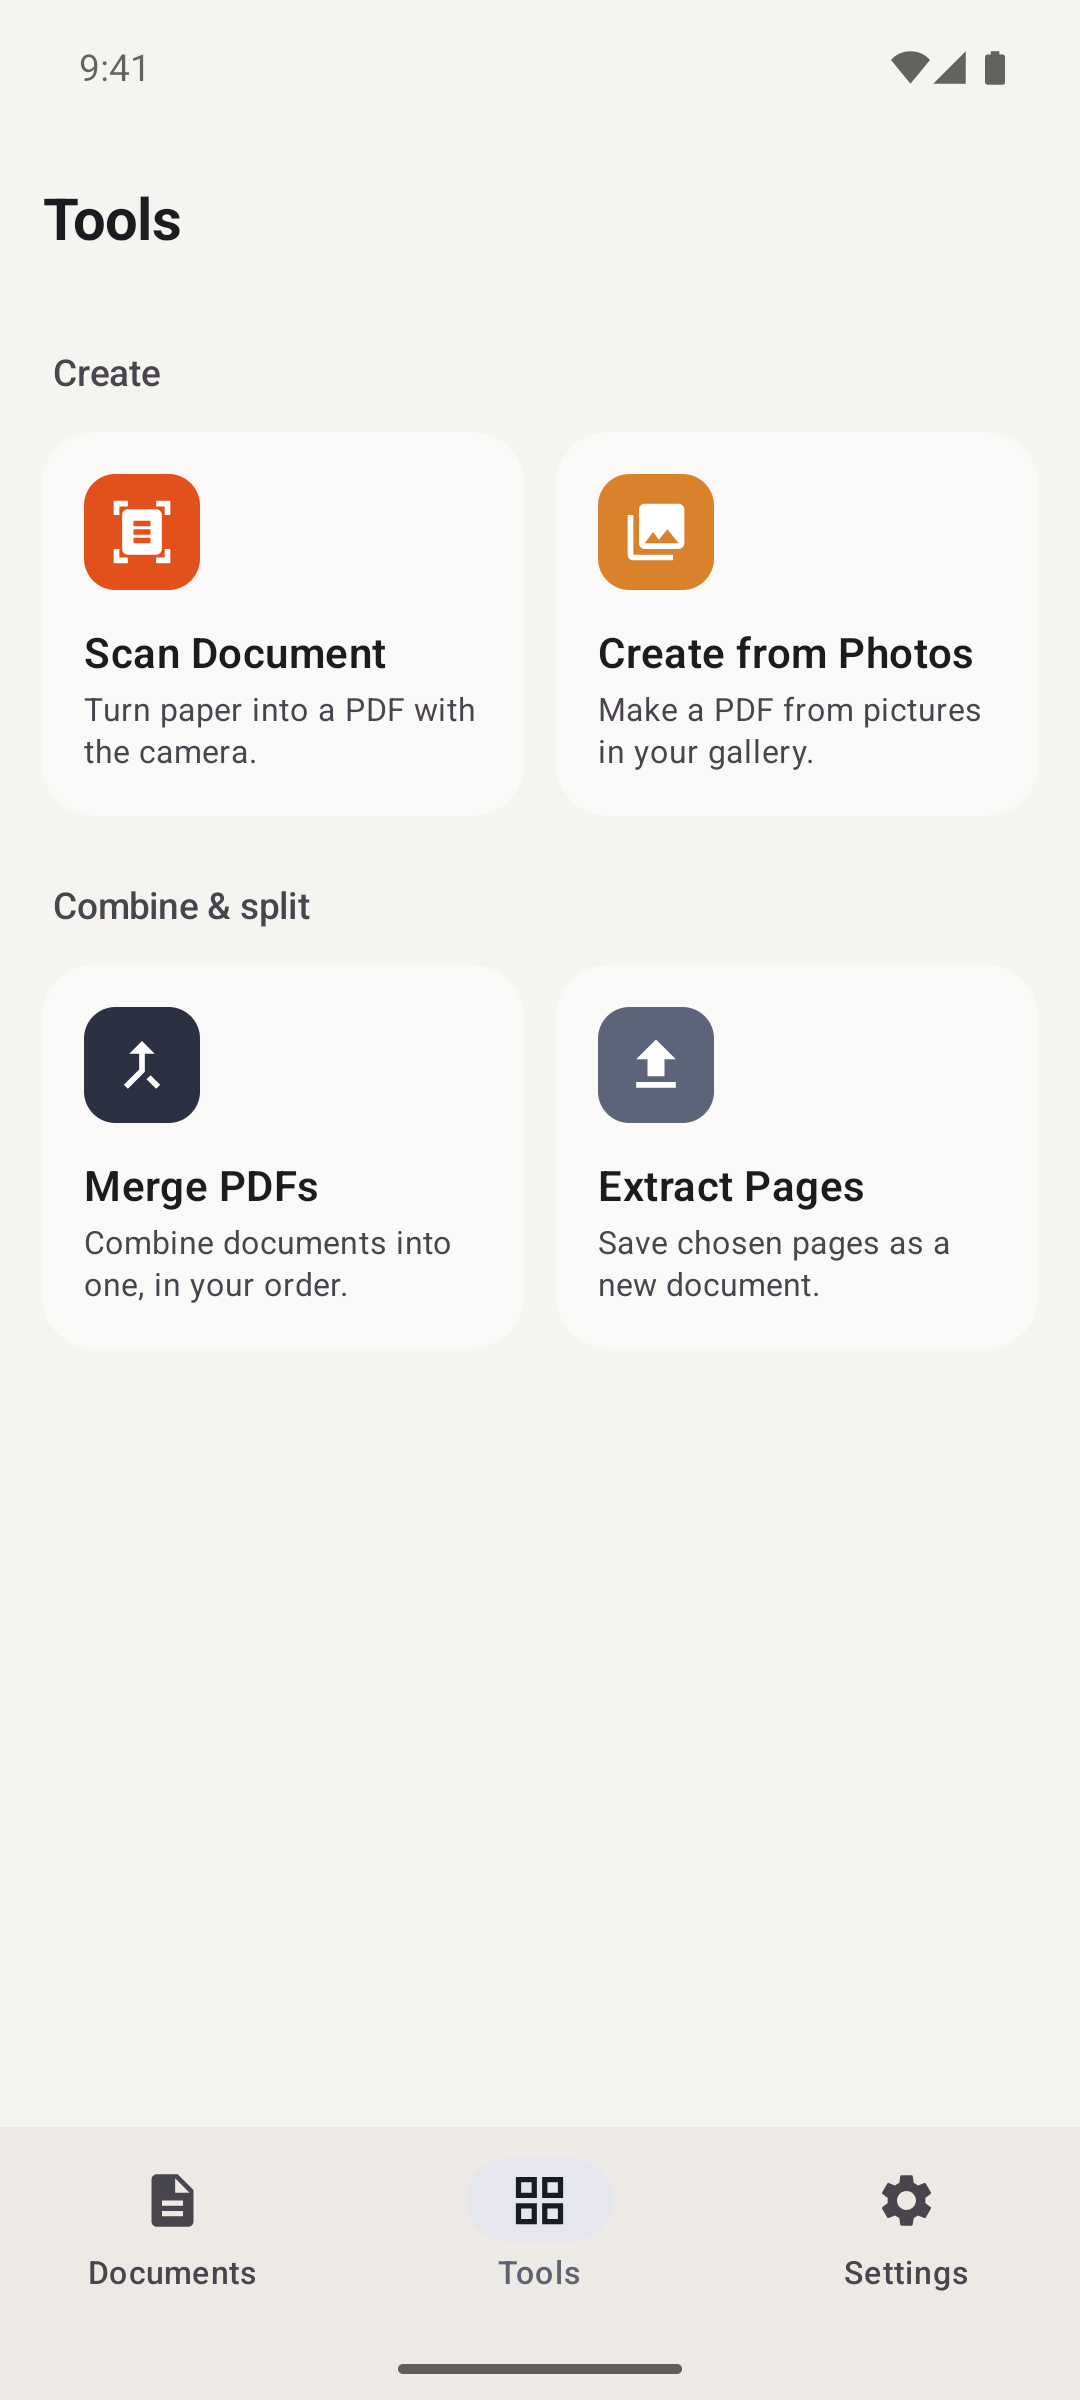 9:41
Tools
Create
Scan Document
Turn paper into a PDF with
the camera.
Create from Photos
Make a PDF from pictures
in your gallery.
Combine & split
Merge PDFs
Combine documents into
one, in your order.
Extract Pages
Save chosen pages as a
new document.
Documents
Tools
Settings